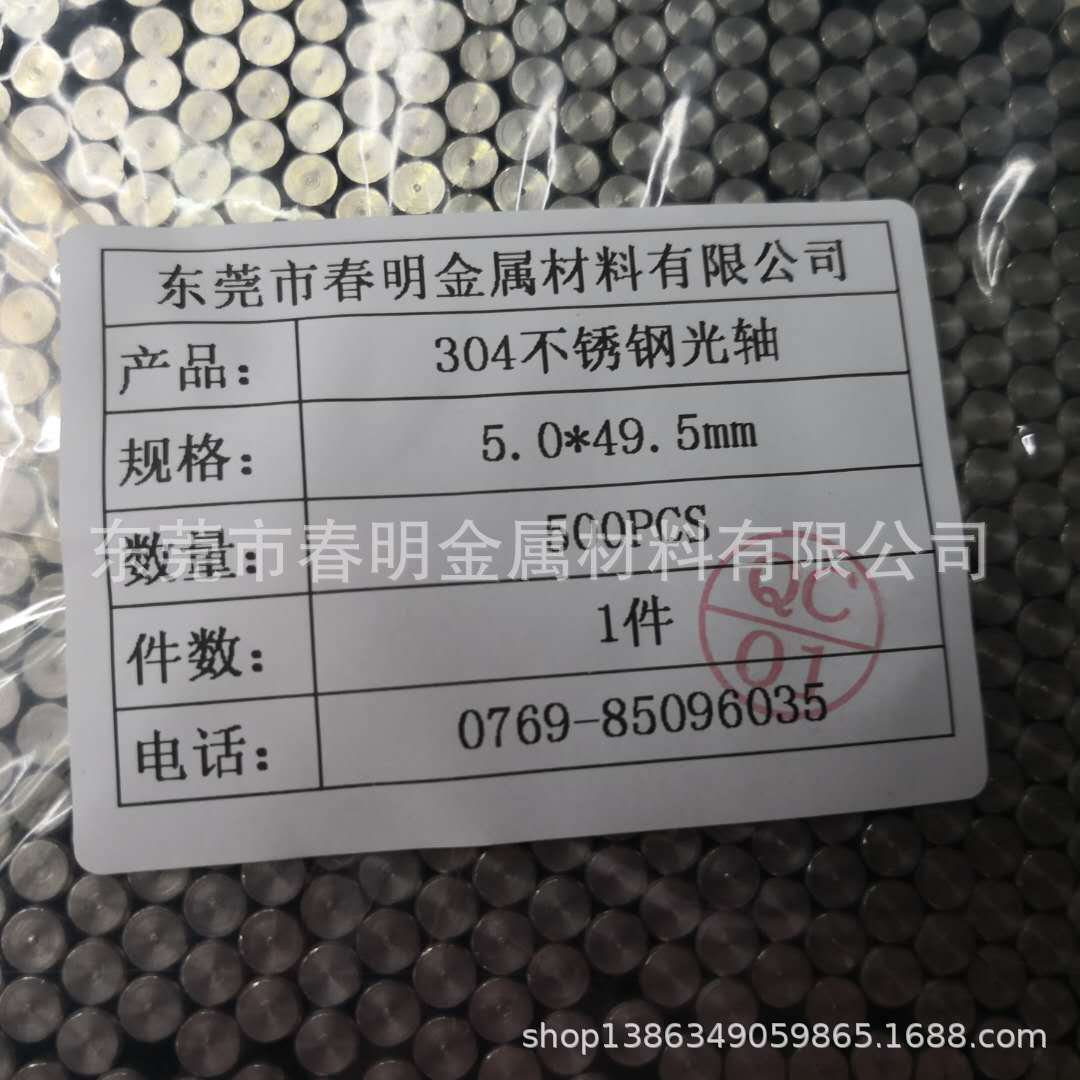 东莞市春明金属材料有限公司
产品: 304不锈钢光轴
规格: 5.0*49.5mm
数量: 500PCS
东莞市春明金属材料有限公司
件数: 1件
QC
01
电话: 0769-85096035
shop1386349059865.1688.com